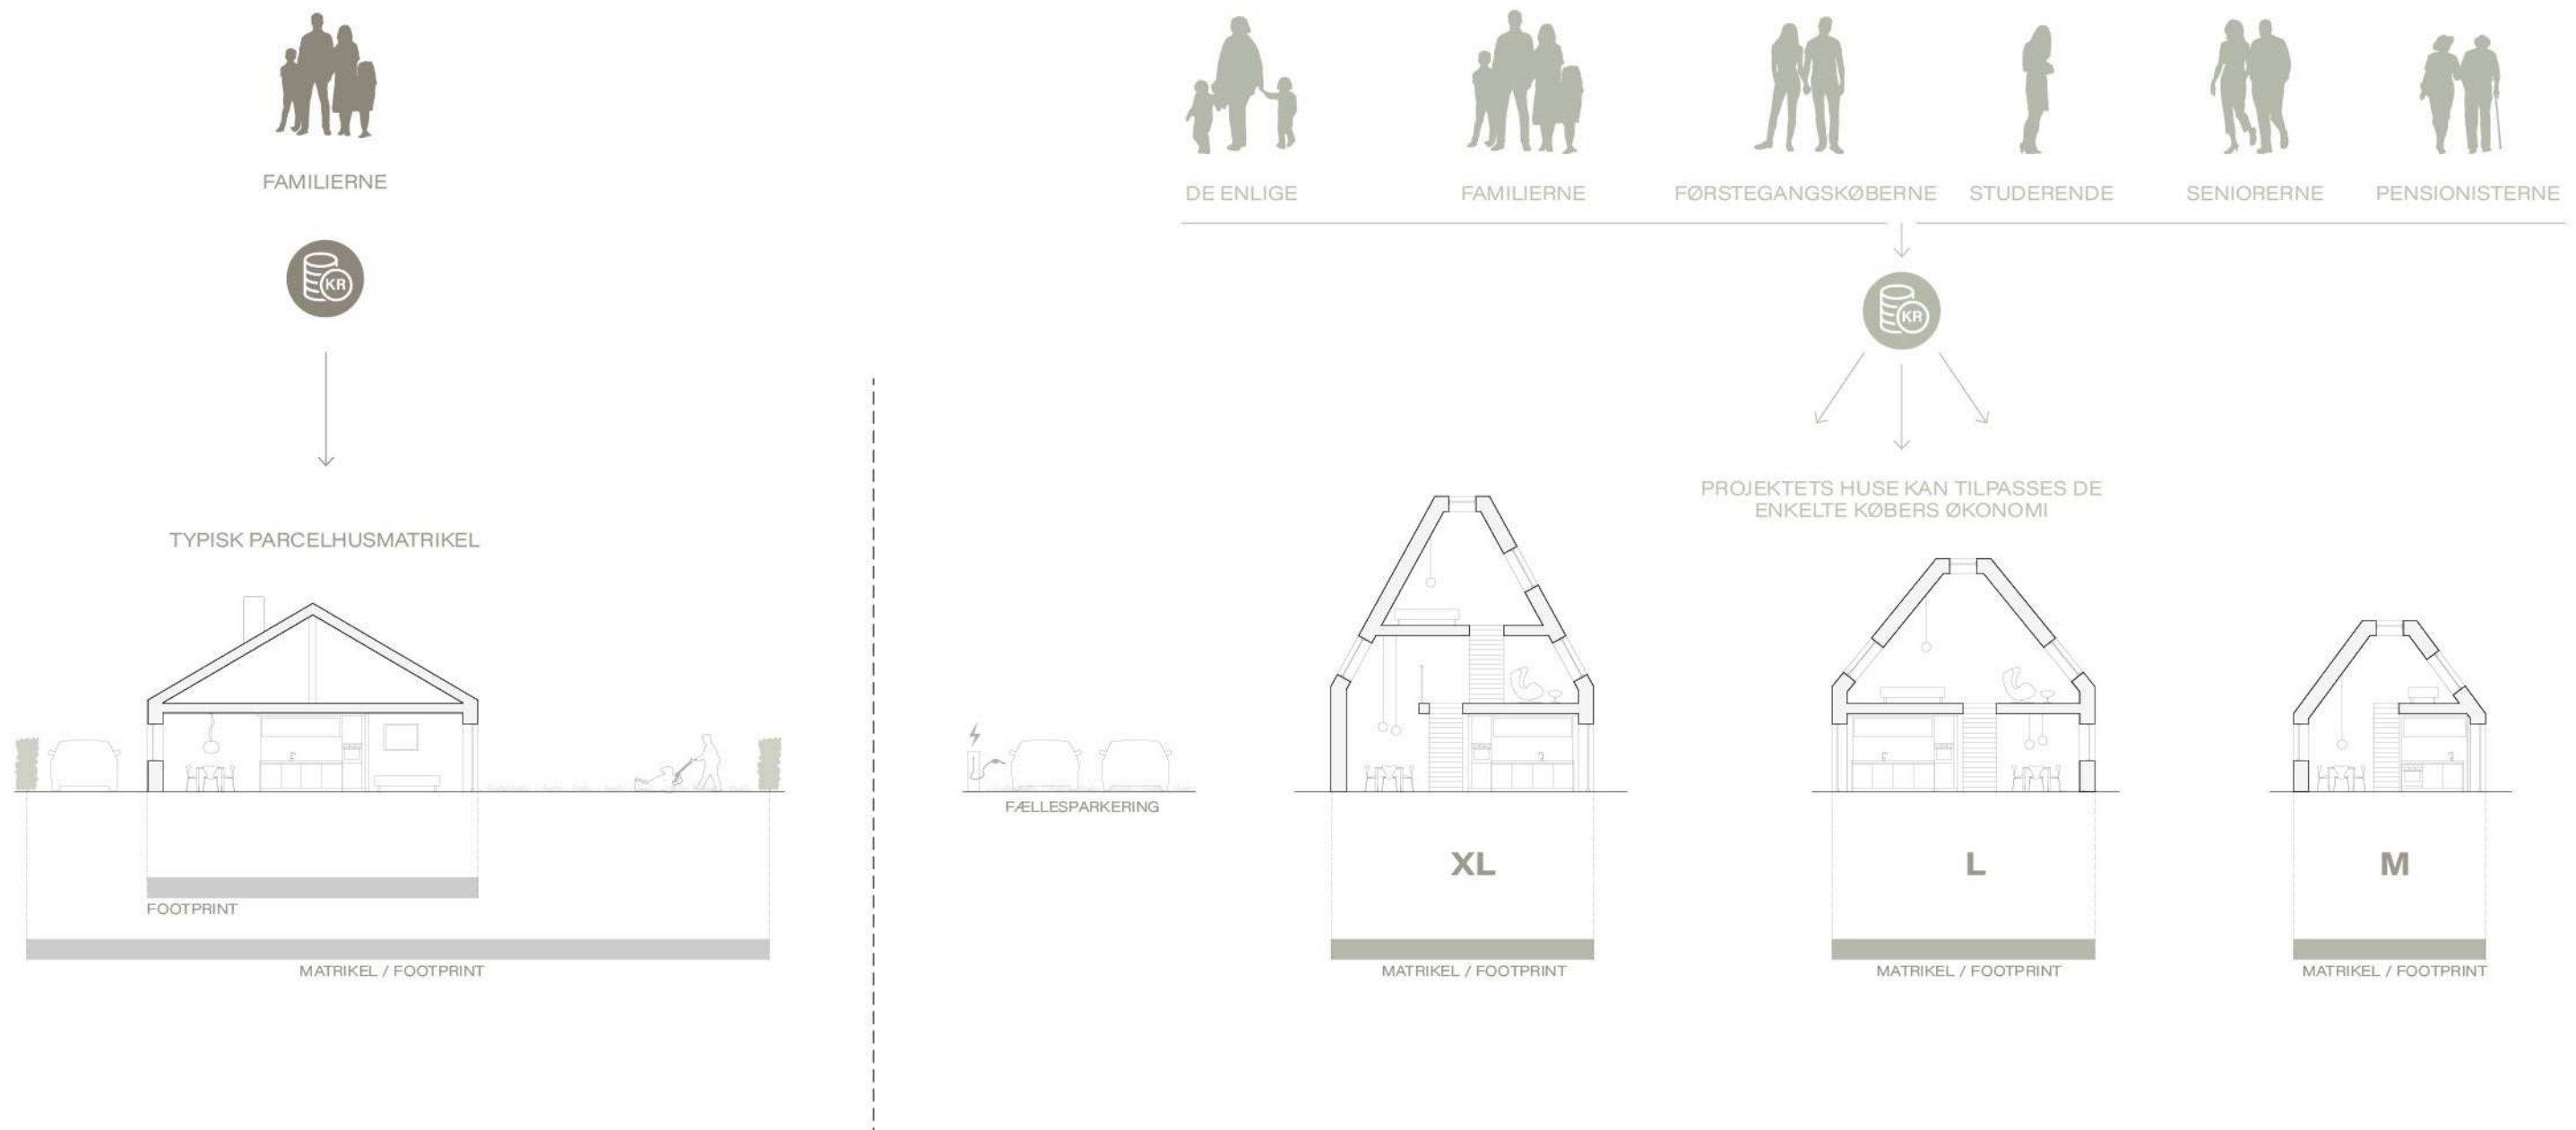 FAMILIERNE
KR
TYPISK PARCELHUSMATRIKEL
FOOTPRINT
MATRIKEL / FOOTPRINT
DE ENLIGE
FAMILIERNE
FØRSTEGANGSKØBERNE
STUDERENDE
SENIORERNE
PENSIONISTERNE
KR
PROJEKTETS HUSE KAN TILPASSES DE
ENKELTE KØBERS ØKONOMI
FÆLLESPARKERING
XL
MATRIKEL / FOOTPRINT
L
MATRIKEL / FOOTPRINT
M
MATRIKEL / FOOTPRINT